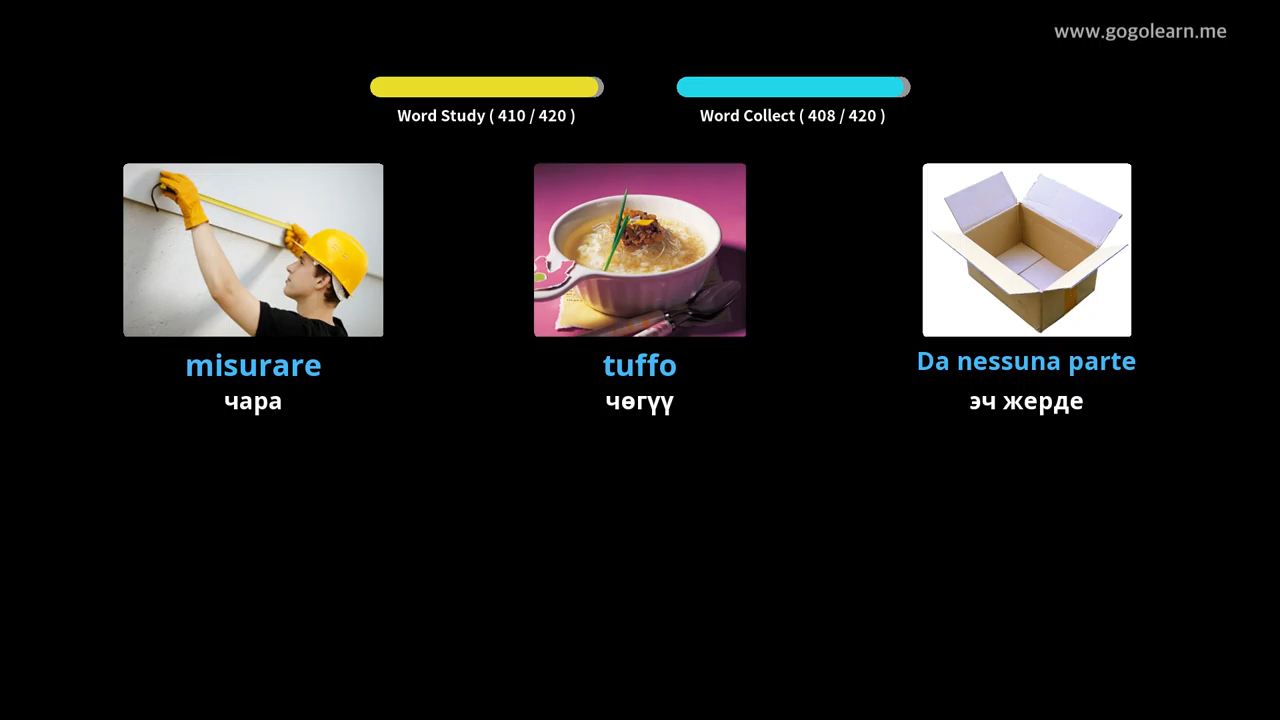 www.gogolearn.me
Word Study ( 410 / 420 )
Word Collect ( 408 / 420 )
misurare
tuffo
Da nessuna parte
чара
чөгүү
эч жерде